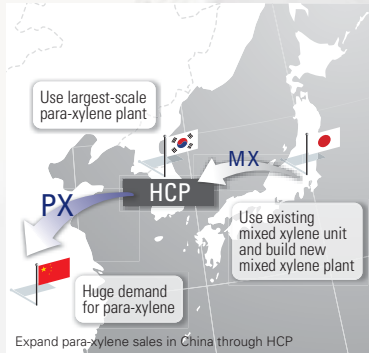 Use largest-scale
para-xylene plant
MX
HCP
PX
Use existing
mixed xylene unit
and build new
mixed xylene plant
Huge demand
for para-xylene
Expand para-xylene sales in China through HCP